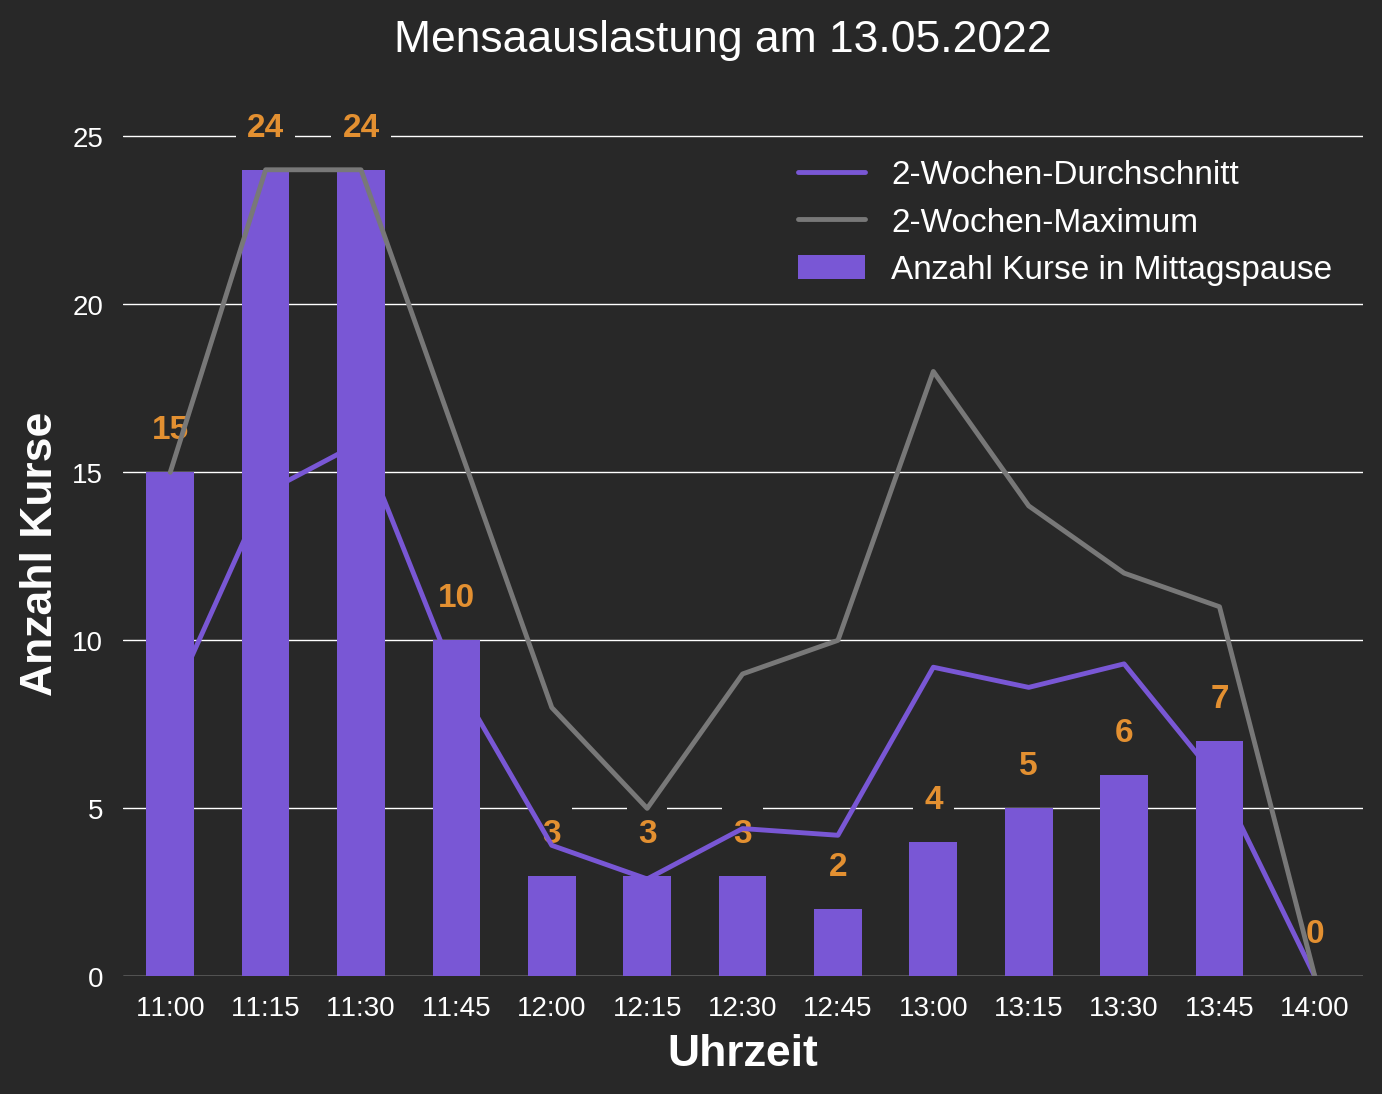 Mensaauslastung am 13.05.2022
25
20
15
10
5
0
Anzahl Kurse
2-Wochen-Durchschnitt
2-Wochen-Maximum
Anzahl Kurse in Mittagspause
15
24
24
10
3
3
3
2
4
5
6
7
0
11:00 11:15 11:30 11:45 12:00 12:15 12:30 12:45 13:00 13:15 13:30 13:45 14:00
Uhrzeit